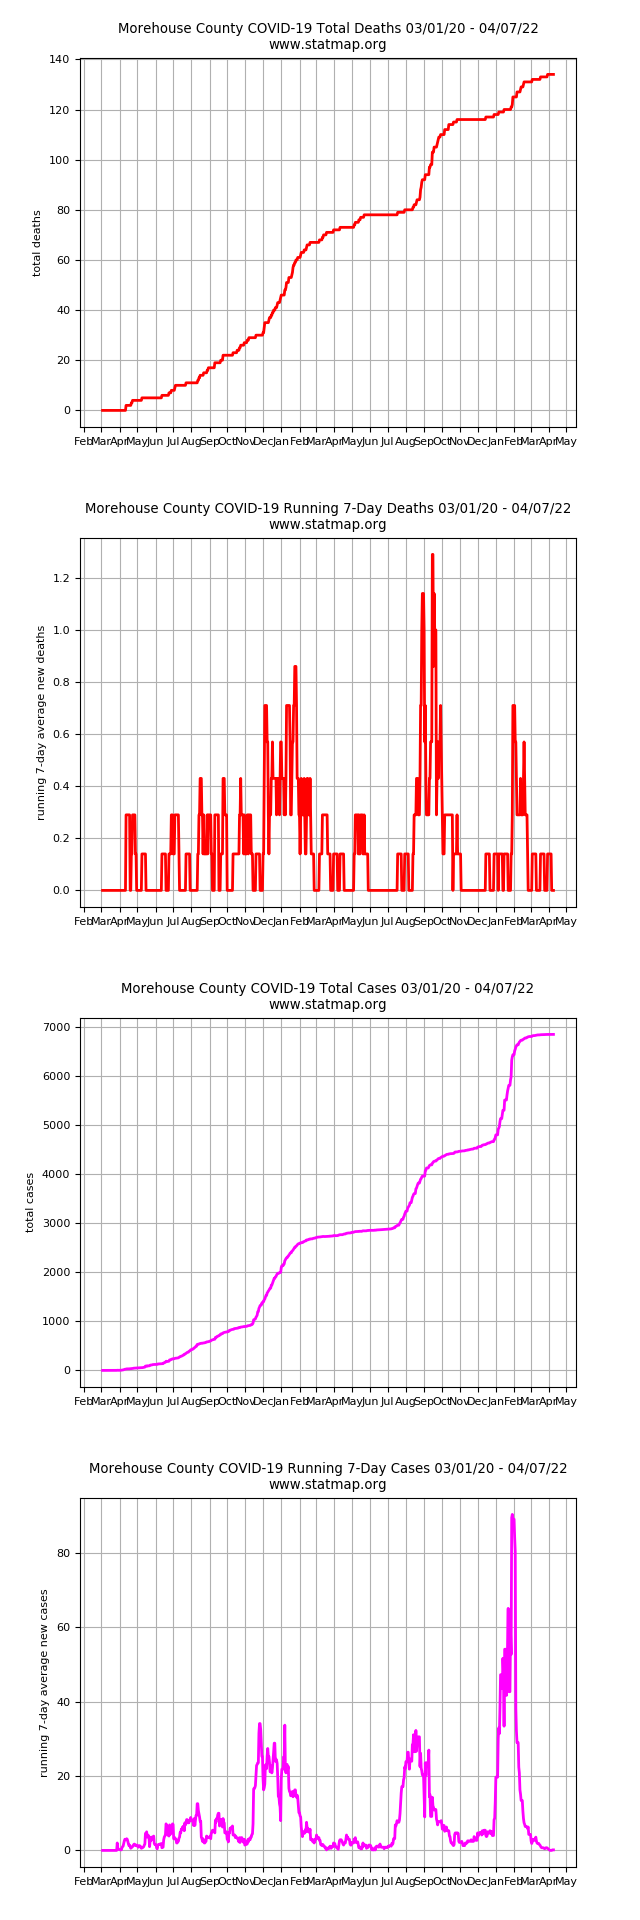 Morehouse County COVID-19 Total Deaths 03/01/20 - 04/07/22
www.statmap.org
140
120
100
80
60
40
20
0
total deaths
Feb Mar Apr May Jun Jul Aug Sep Oct Nov Dec Jan Feb Mar Apr May Jun Jul Aug Sep Oct Nov Dec Jan Feb Mar Apr May
Morehouse County COVID-19 Running 7-Day Deaths 03/01/20 - 04/07/22
www.statmap.org
1.2
1.0
0.8
0.6
0.4
0.2
0.0
running 7-day average new deaths
Feb Mar Apr May Jun Jul Aug Sep Oct Nov Dec Jan Feb Mar Apr May Jun Jul Aug Sep Oct Nov Dec Jan Feb Mar Apr May
Morehouse County COVID-19 Total Cases 03/01/20 - 04/07/22
www.statmap.org
7000
6000
5000
4000
3000
2000
1000
0
total cases
Feb Mar Apr May Jun Jul Aug Sep Oct Nov Dec Jan Feb Mar Apr May Jun Jul Aug Sep Oct Nov Dec Jan Feb Mar Apr May
Morehouse County COVID-19 Running 7-Day Cases 03/01/20 - 04/07/22
www.statmap.org
80
60
40
20
0
running 7-day average new cases
Feb Mar Apr May Jun Jul Aug Sep Oct Nov Dec Jan Feb Mar Apr May Jun Jul Aug Sep Oct Nov Dec Jan Feb Mar Apr May